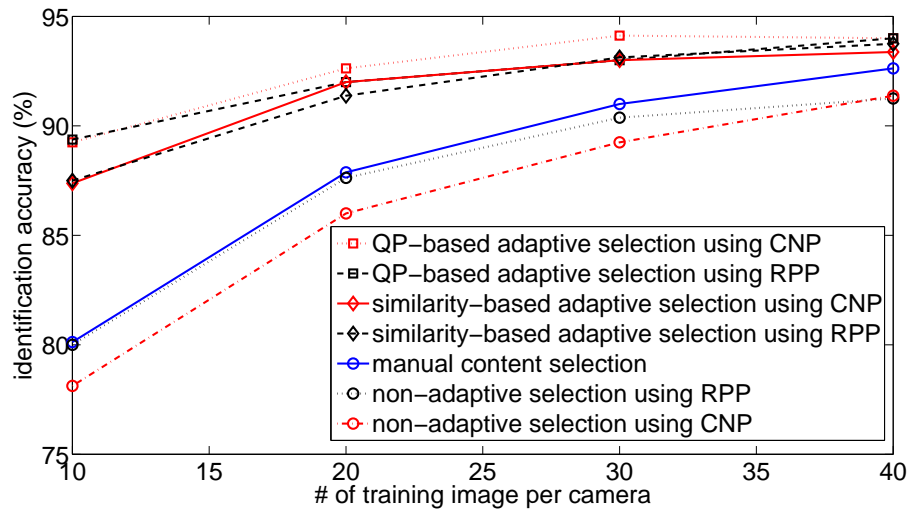 95
90
85
80
75
identification accuracy (%)
QP−based adaptive selection using CNP
QP−based adaptive selection using RPP
similarity−based adaptive selection using CNP
similarity−based adaptive selection using RPP
manual content selection
non−adaptive selection using RPP
non−adaptive selection using CNP
10 15 20 25 30 35 40
# of training image per camera